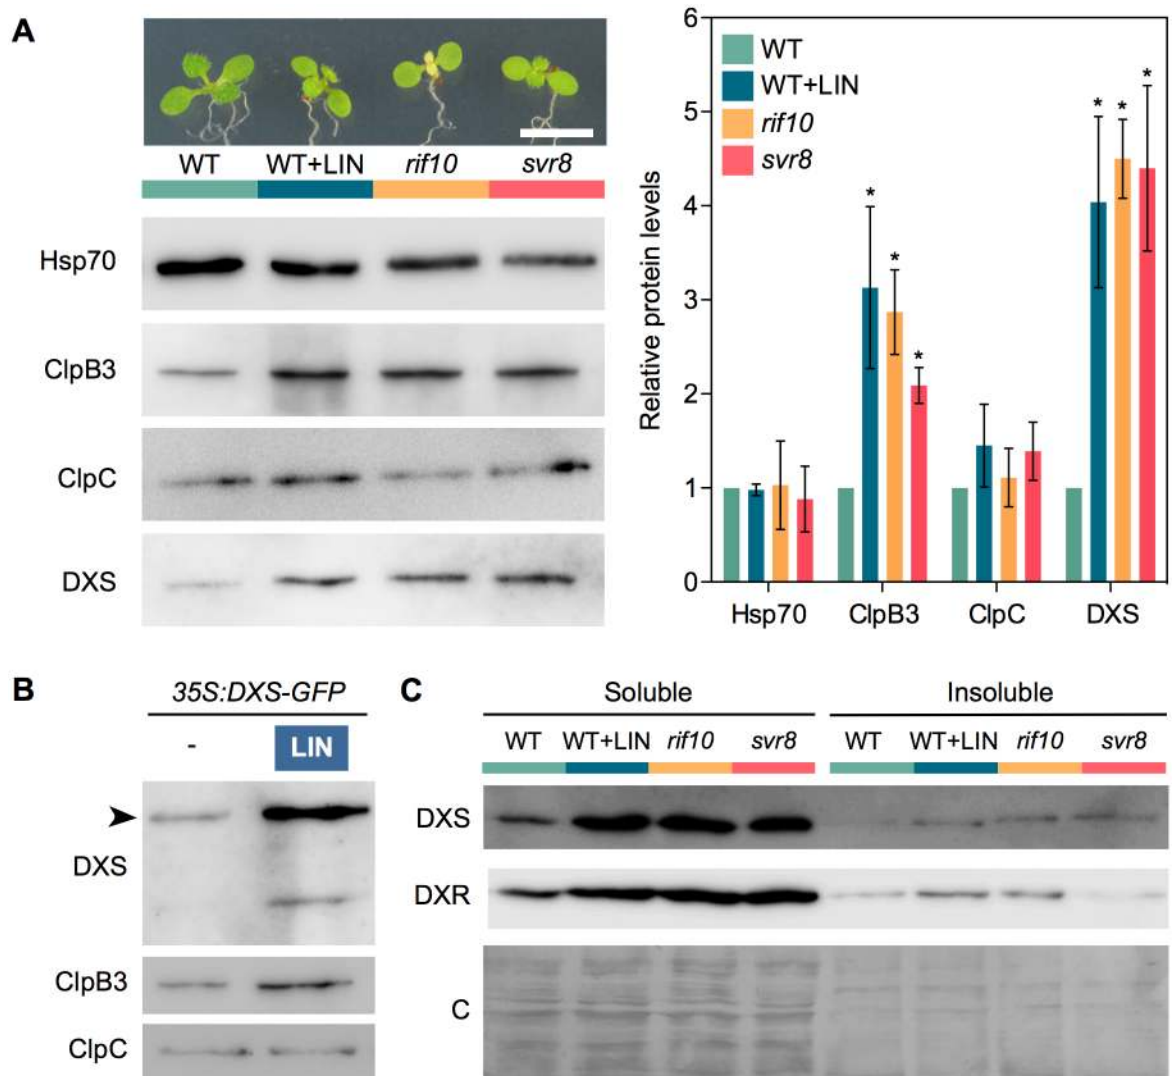 A
WT WT+LIN rif10 svr8
Hsp70
ClpB3
ClpC
DXS
Relative protein levels
6
5
4
3
2
1
0
WT
WT+LIN
rif10
svr8
* * *
* * *
Hsp70 ClpB3 ClpC DXS
B
35S:DXS-GFP
- LIN
DXS
ClpB3
ClpC
C
Soluble Insoluble
WT WT+LIN rif10 svr8 WT WT+LIN rif10 svr8
DXS
DXR
C